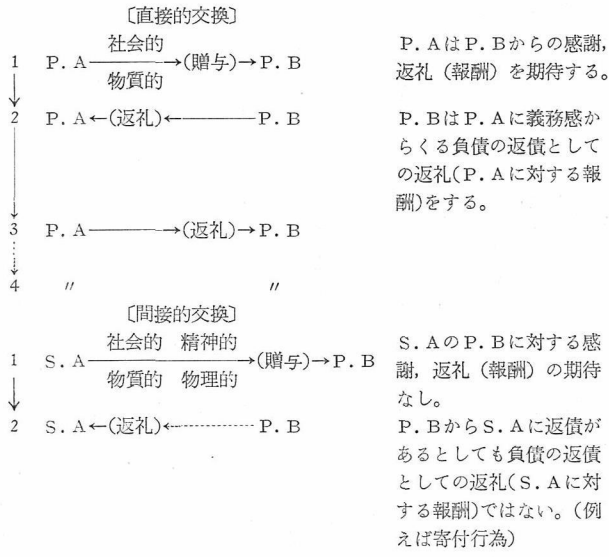 〔直接的交換〕
社会的
1 P. A→(贈与)→P. B
物質的
P. AはP. Bからの感謝,
返礼（報酬）を期待する。
2 P. A←(返礼)←P. B
P. BはP. Aに義務感か
らくる負債の返債として
の返礼(P. Aに対する報
酬)をする。
3 P. A→(返礼)→P. B
4 〃 〃
〔間接的交換〕
社会的 精神的
1 S. A→(贈与)→P. B
物質的 物理的
S. AのP. Bに対する感
謝, 返礼（報酬）の期待
なし。
2 S. A←(返礼)←P. B
P. BからS. Aに返債が
あるとしても負債の返債
としての返礼(S. Aに対
する報酬)ではない。(例
えば寄付行為)